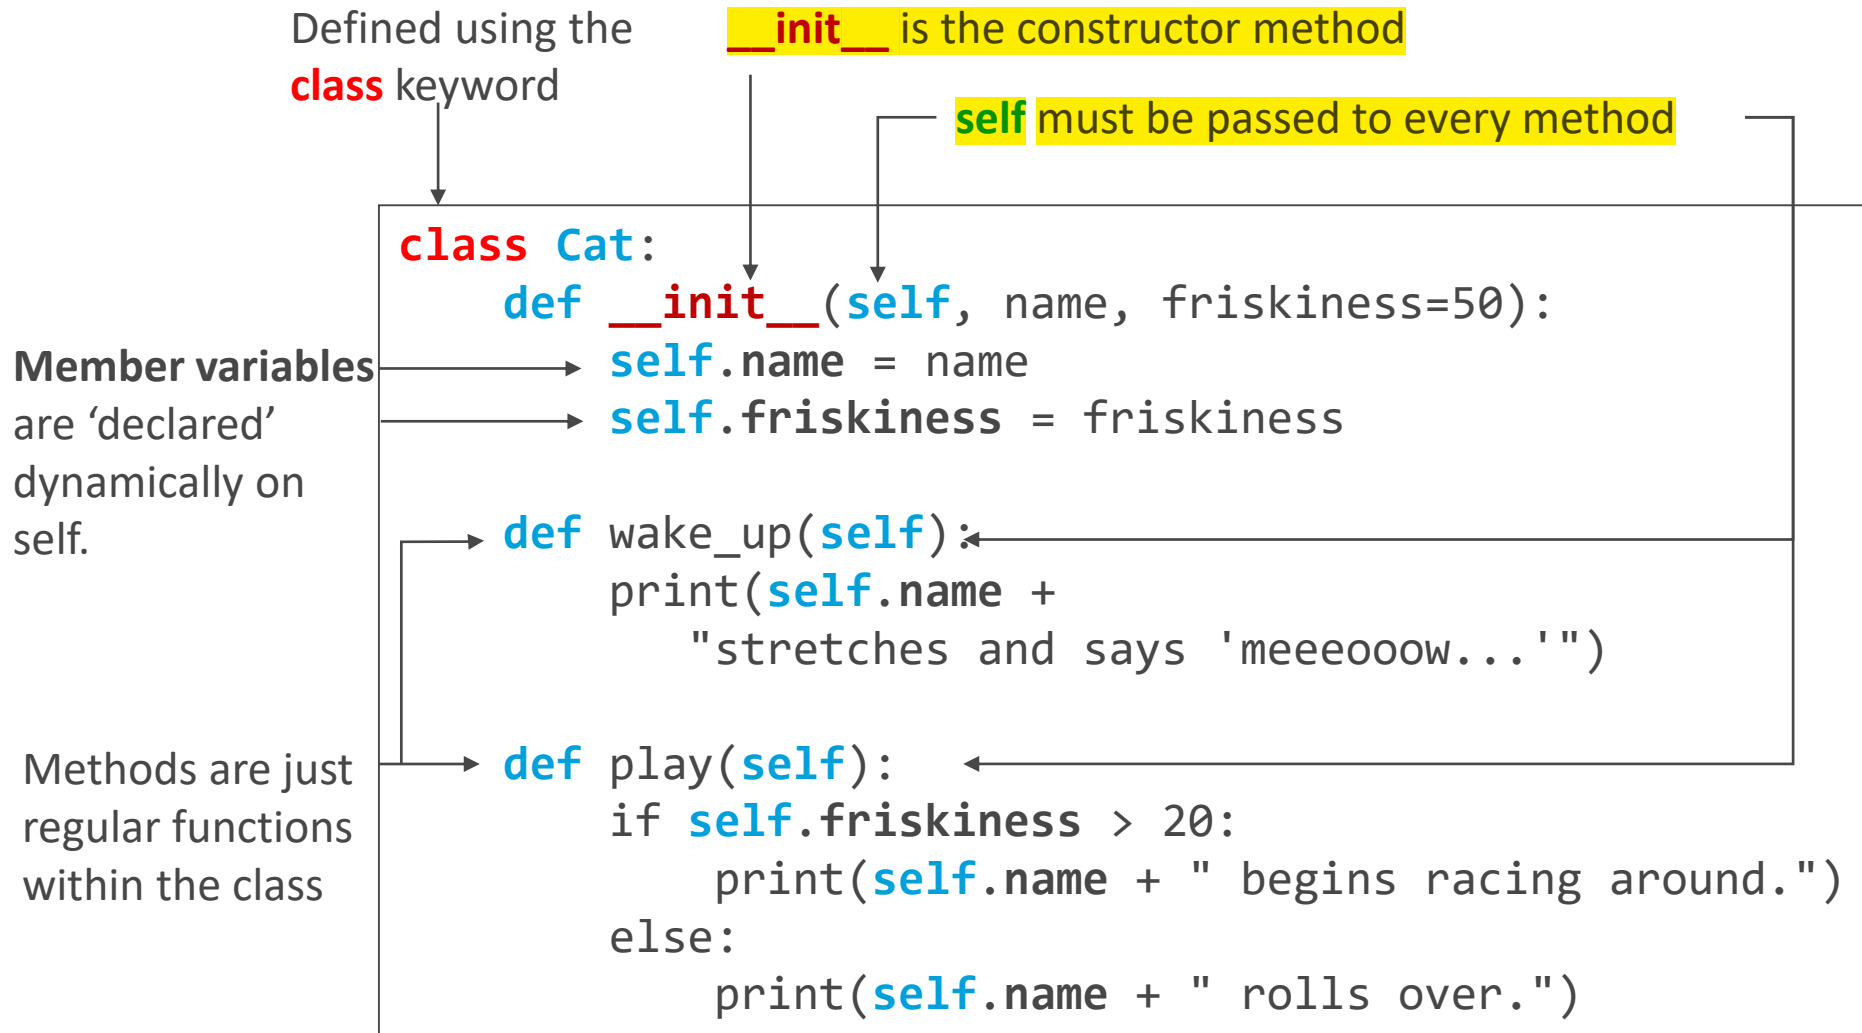 Defined using the
class keyword
__init__ is the constructor method
self must be passed to every method
class Cat:
    def __init__(self, name, friskiness=50):
        self.name = name
        self.friskiness = friskiness
Member variables
are ‘declared’
dynamically on
self.
    def wake_up(self):
        print(self.name +
           "stretches and says 'meeeooow...'")
Methods are just
regular functions
within the class
    def play(self):
        if self.friskiness > 20:
            print(self.name + " begins racing around.")
        else:
            print(self.name + " rolls over.")